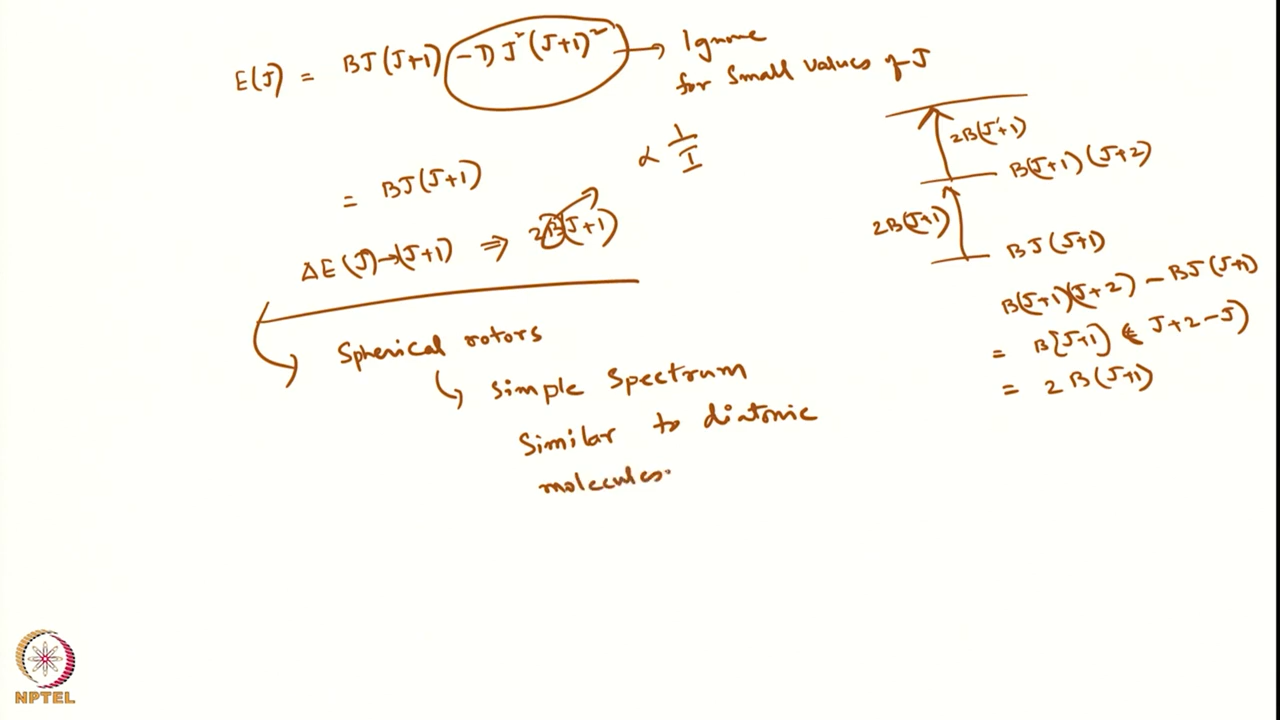 E(J) = BJ(J+1) -D J²(J+1)² → Ignore
for small values of J
= BJ(J+1)
∝ 1/I
ΔE (J)→(J+1) ⇒ 2B(J+1)
Spherical rotors
↳ Simple Spectrum
Similar to diatomic
molecules.
2B(J'+1)
B(J+1)(J+2)
2B(J+1)
BJ(J+1)
B(J+1)(J+2) - BJ(J+1)
= B(J+1) (J+2-J)
= 2B(J+1)
NPTEL